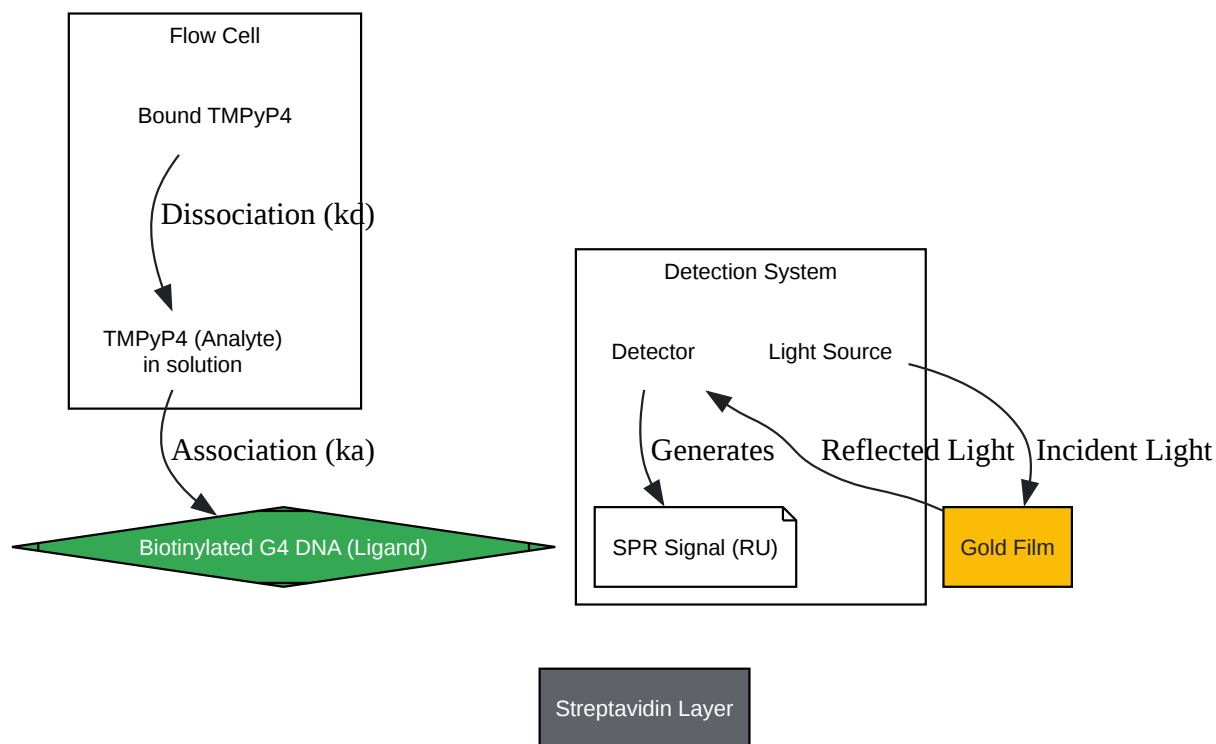 Flow Cell
Bound TMPyP4
Dissociation (kd)
TMPyP4 (Analyte)
in solution
Association (ka)
Biotinylated G4 DNA (Ligand)
Detection System
Detector
Light Source
Generates
Reflected Light
Incident Light
SPR Signal (RU)
Gold Film
Streptavidin Layer